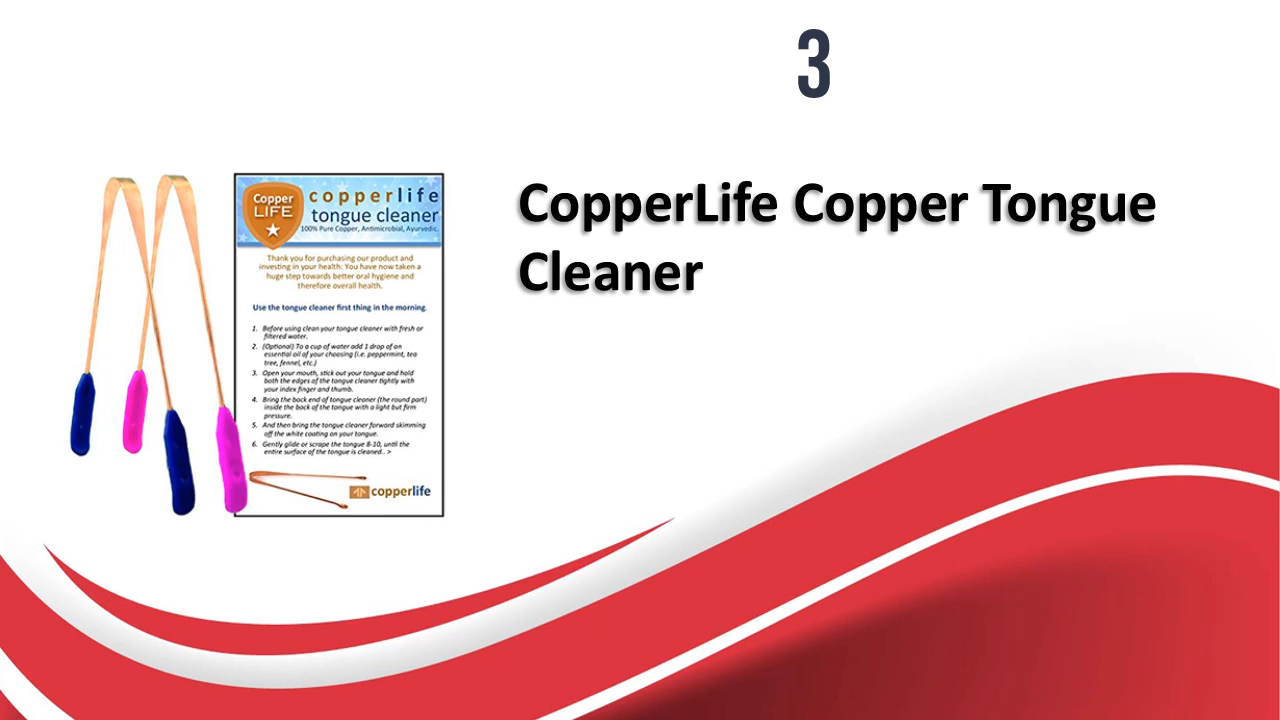 3
CopperLife Copper Tongue
Cleaner
Copper
LIFE
copperlife
tongue cleaner
100% Pure Copper, Antimicrobial, Ayurvedic.
Thank you for purchasing our product and
investing in your health: You have now taken a
huge step towards better oral hygiene and
therefore overall health.
Use the tongue cleaner first thing in the morning.
1. Before using clean your tongue cleaner with fresh or
filtered water.
2. (Optional) To a cup of water add 1 drop of an
essential oil of your choosing (i.e. peppermint, tea
tree, fennel, etc.)
3. Open your mouth, stick out your tongue and hold
both the edges of the tongue cleaner tightly with
your index finger and thumb.
4. Bring the back end of tongue cleaner (the round part)
inside the back of the tongue with a light but firm
pressure.
5. And then bring the tongue cleaner forward skimming
off the white coating on your tongue.
6. Gently glide or scrape the tongue 8-10, until the
entire surface of the tongue is cleaned.. >
copperlife